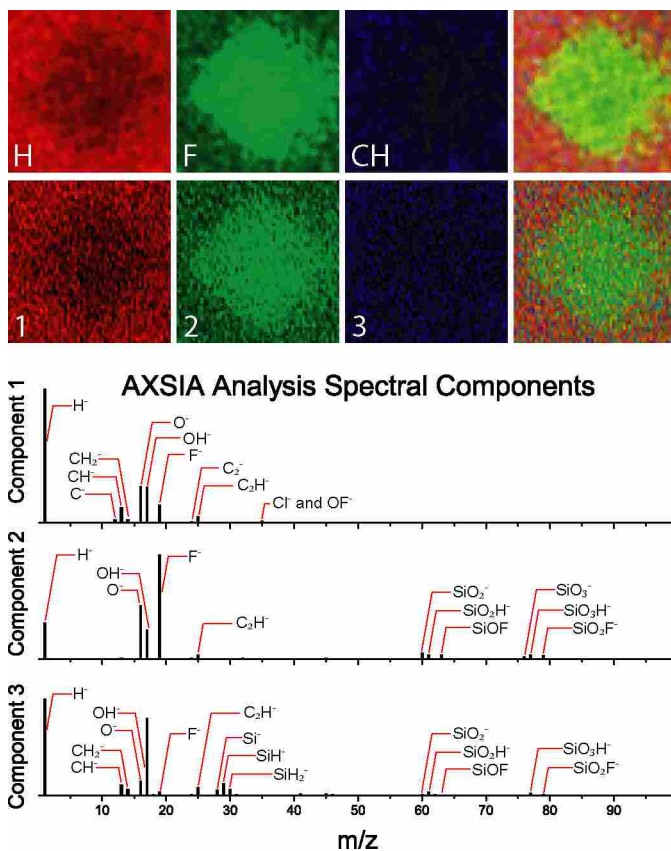 H F CH
1 2 3
AXSIA Analysis Spectral Components
Component 1
H⁻
C⁻
CH⁻
CH₂⁻
O⁻
OH⁻
F⁻
C₂⁻
C₂H⁻
Cl⁻ and OF⁻
Component 2
H⁻
OH⁻
O⁻
F⁻
C₂H⁻
SiO₂⁻
SiO₂H⁻
SiOF
SiO₃⁻
SiO₃H⁻
SiO₂F⁻
Component 3
H⁻
OH⁻
O⁻
CH₂⁻
CH⁻
F⁻
C₂H⁻
Si⁻
SiH⁻
SiH₂⁻
SiO₂⁻
SiO₂H⁻
SiOF
SiO₃H⁻
SiO₂F⁻
10 20 30 40 50 60 70 80 90
m/z